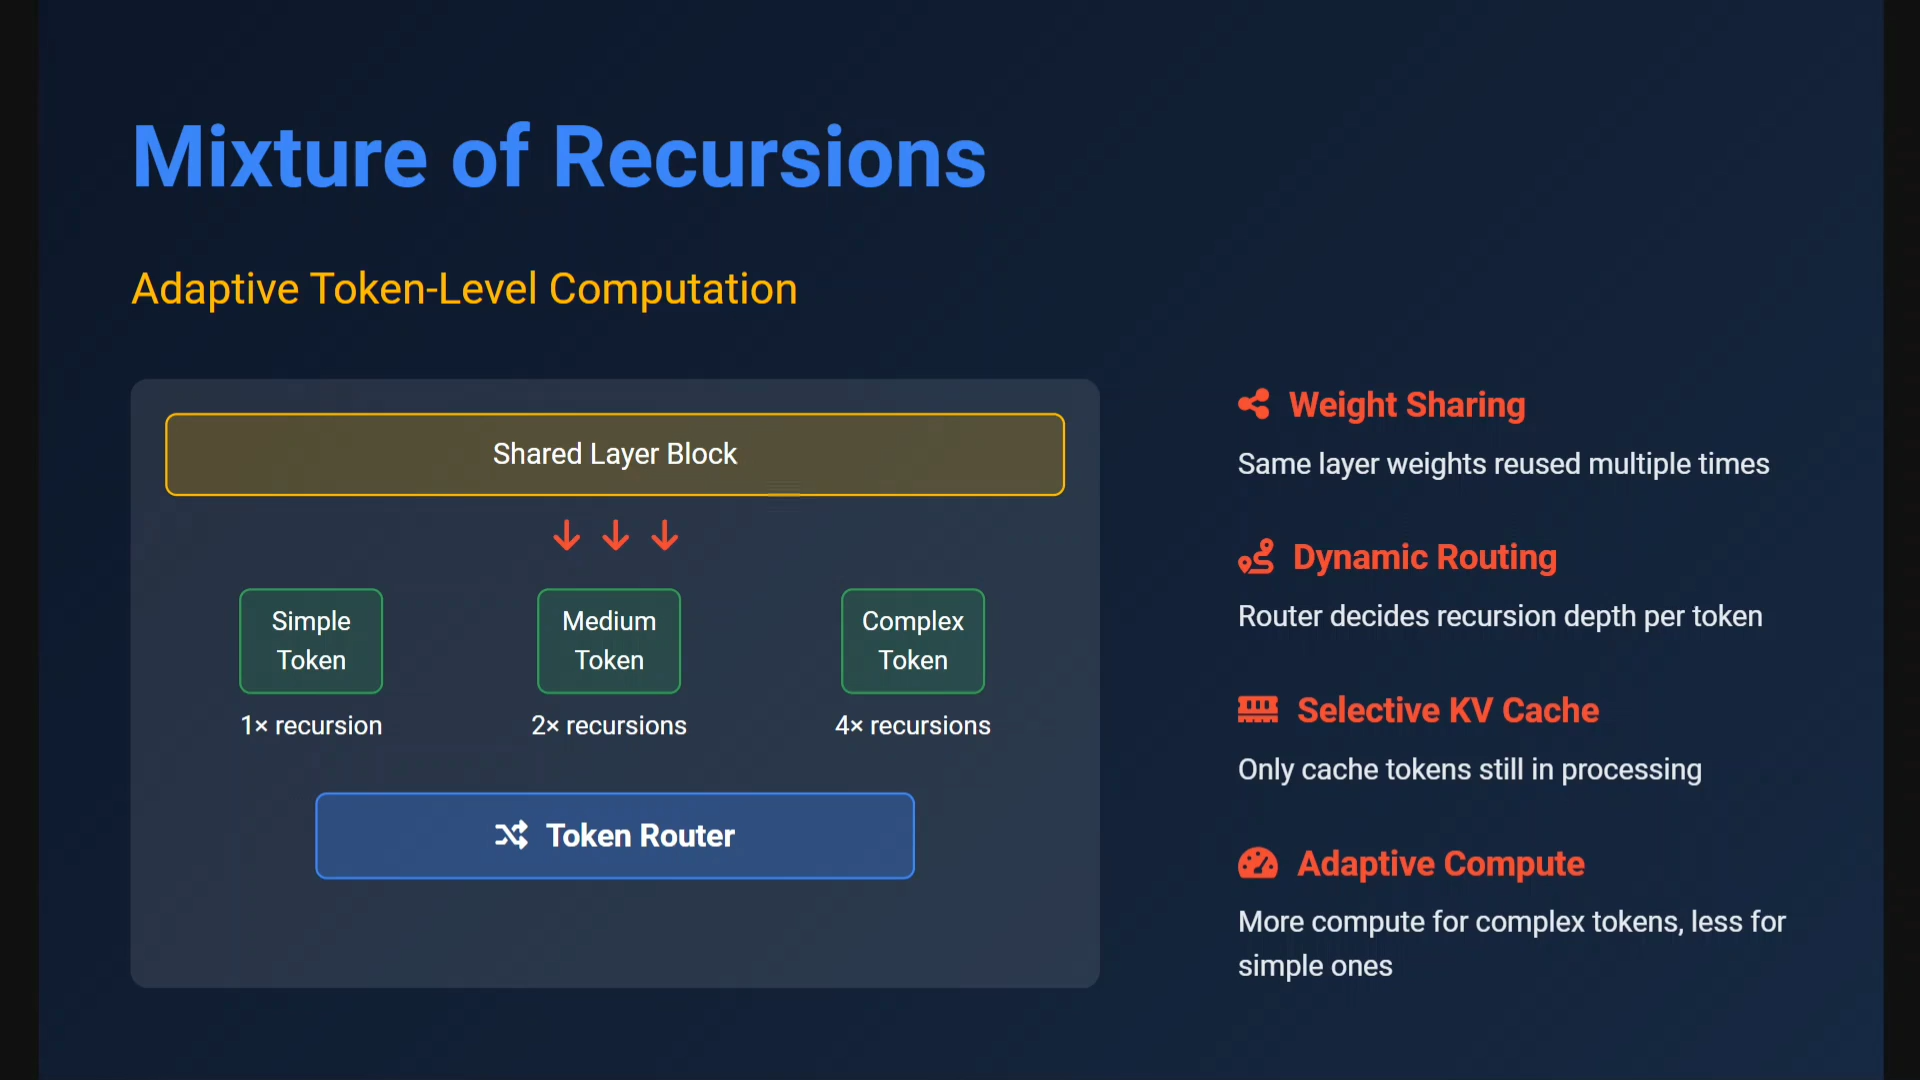 Mixture of Recursions
Adaptive Token-Level Computation
Shared Layer Block
Simple
Token
1× recursion
Medium
Token
2× recursions
Complex
Token
4× recursions
Token Router
Weight Sharing
Same layer weights reused multiple times
Dynamic Routing
Router decides recursion depth per token
Selective KV Cache
Only cache tokens still in processing
Adaptive Compute
More compute for complex tokens, less for
simple ones